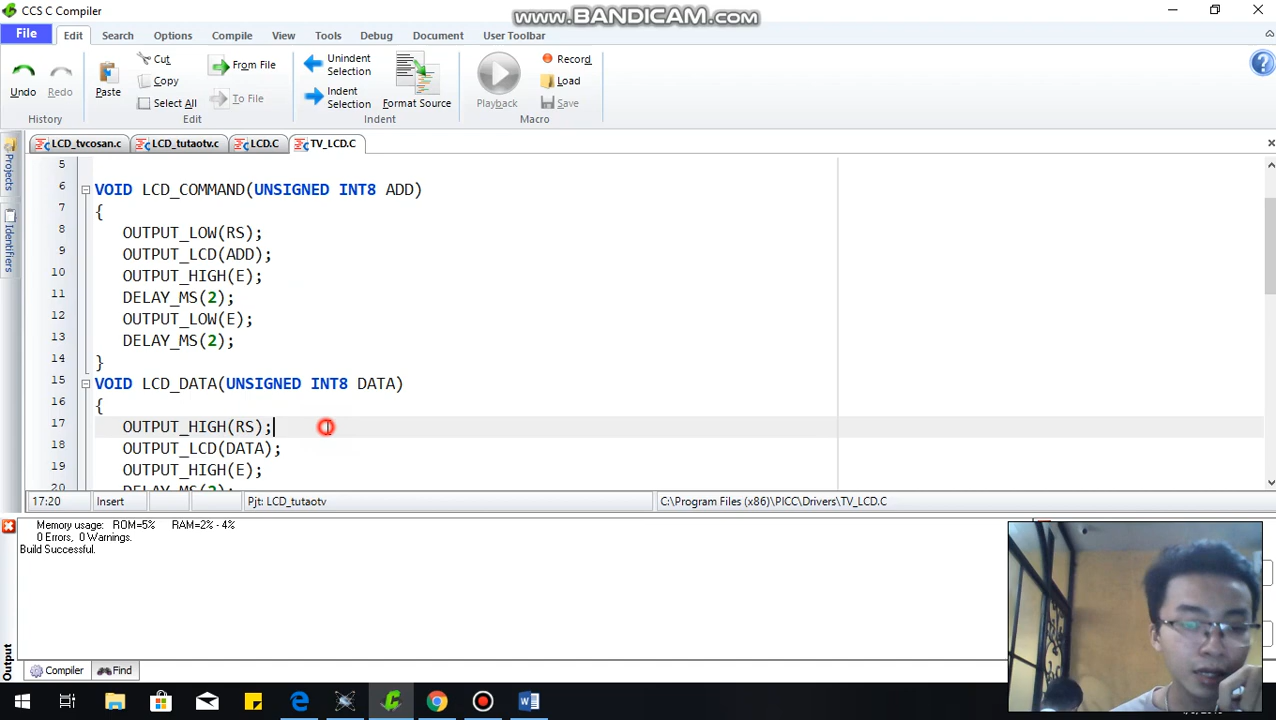 CCS C Compiler
www.BANDICAM.com
File Edit Search Options Compile View Tools Debug Document User Toolbar
Undo Redo
History
Paste
Cut
Copy
Select All
From File
To File
Edit
Unindent Selection
Indent Selection
Format Source
Indent
Playback
Record
Load
Save
Macro
LCD_tvcosan.c LCD_tutaotv.c LCD.C TV_LCD.C
Projects
Identifiers
5
6 VOID LCD_COMMAND(UNSIGNED INT8 ADD)
7 {
8 OUTPUT_LOW(RS);
9 OUTPUT_LCD(ADD);
10 OUTPUT_HIGH(E);
11 DELAY_MS(2);
12 OUTPUT_LOW(E);
13 DELAY_MS(2);
14 }
15 VOID LCD_DATA(UNSIGNED INT8 DATA)
16 {
17 OUTPUT_HIGH(RS);
18 OUTPUT_LCD(DATA);
19 OUTPUT_HIGH(E);
20 DELAY_MS(2);
17:20 Insert Pjt: LCD_tutaotv C:\Program Files (x86)\PICC\Drivers\TV_LCD.C
Memory usage: ROM=5% RAM=2% - 4%
0 Errors, 0 Warnings.
Build Successful.
Output
Compiler Find